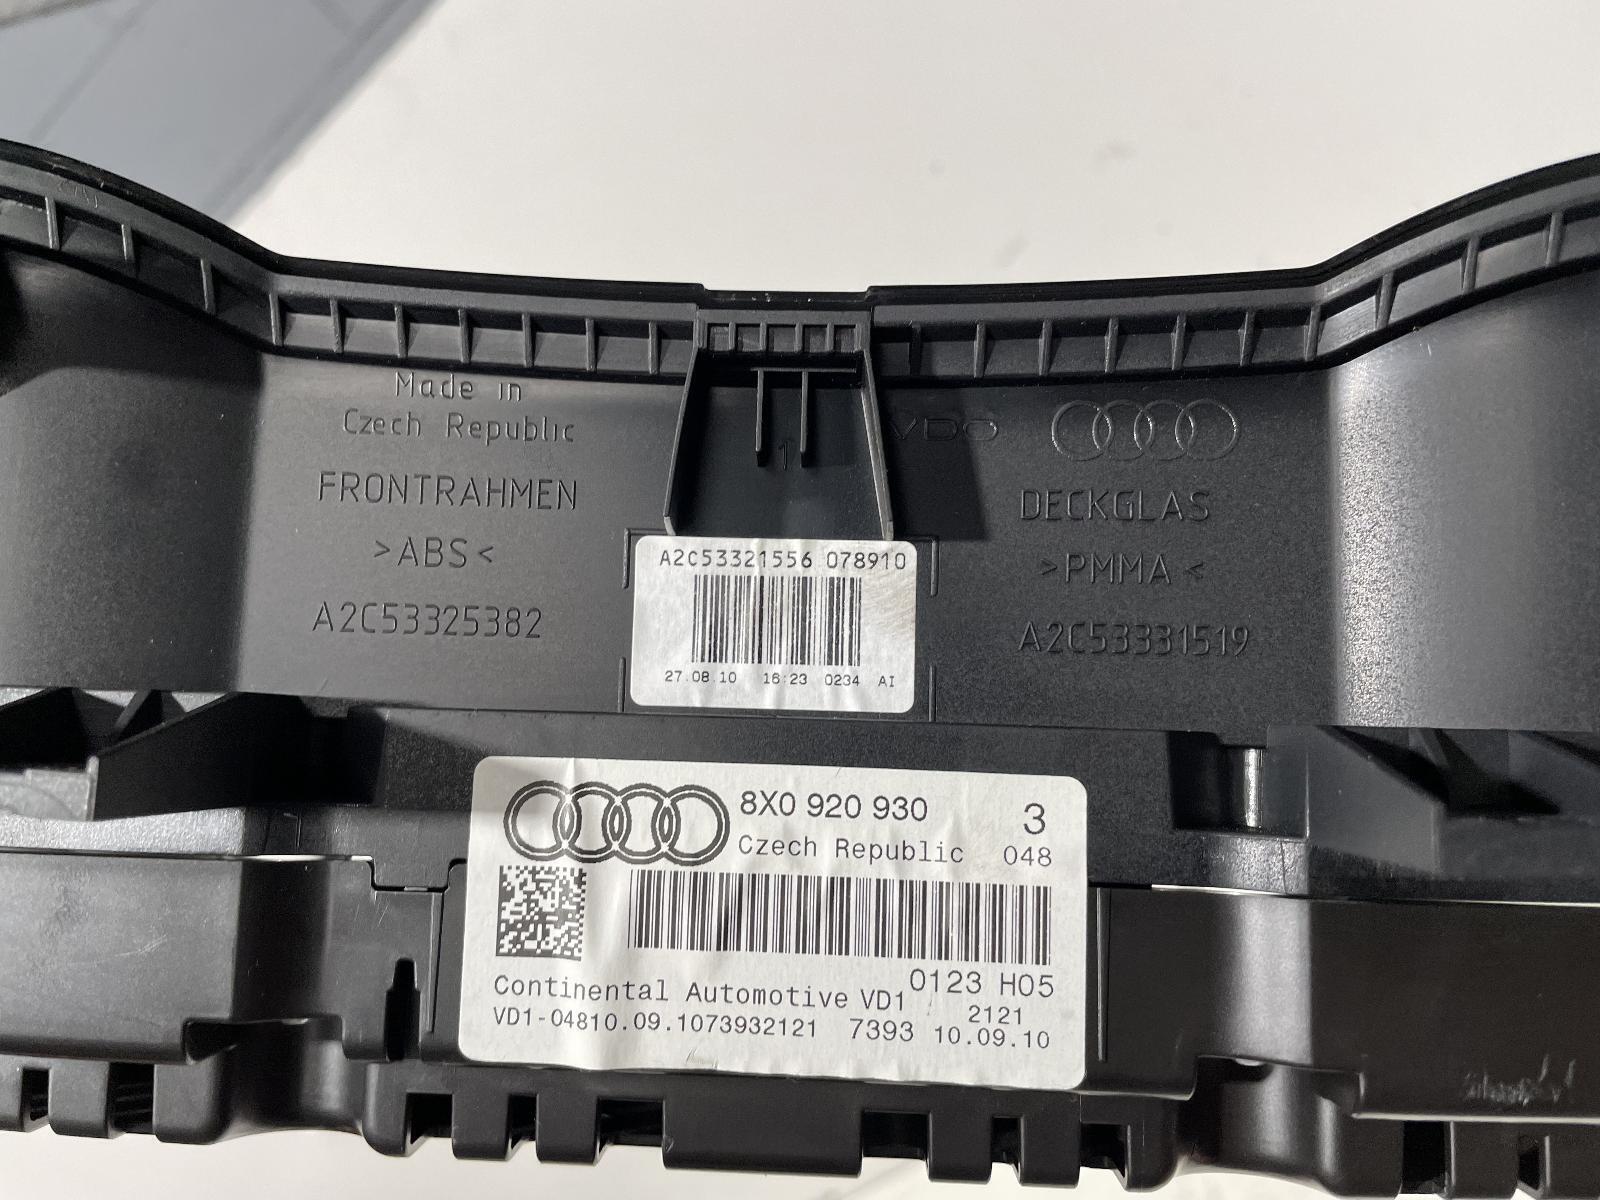 Made in
Czech Republic
FRONTRAHMEN
>ABS<
A2C53325382
1
VDO
DECKGLAS
>PMMA<
A2C53331519
A2C53321556 078910
27.08.10 16:23 0234 AI
8X0 920 930 3
Czech Republic 048
0123 H05
Continental Automotive VD1 2121
VD1-04810.09.1073932121 7393 10.09.10